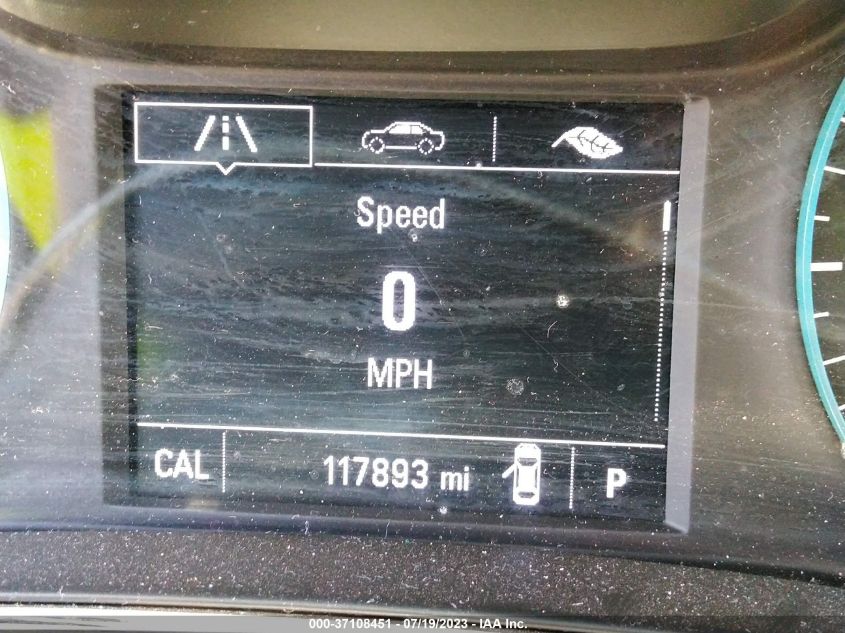 Speed
0
MPH
CAL 117893 mi P
000-37108451 - 07/19/2023 - IAA Inc.